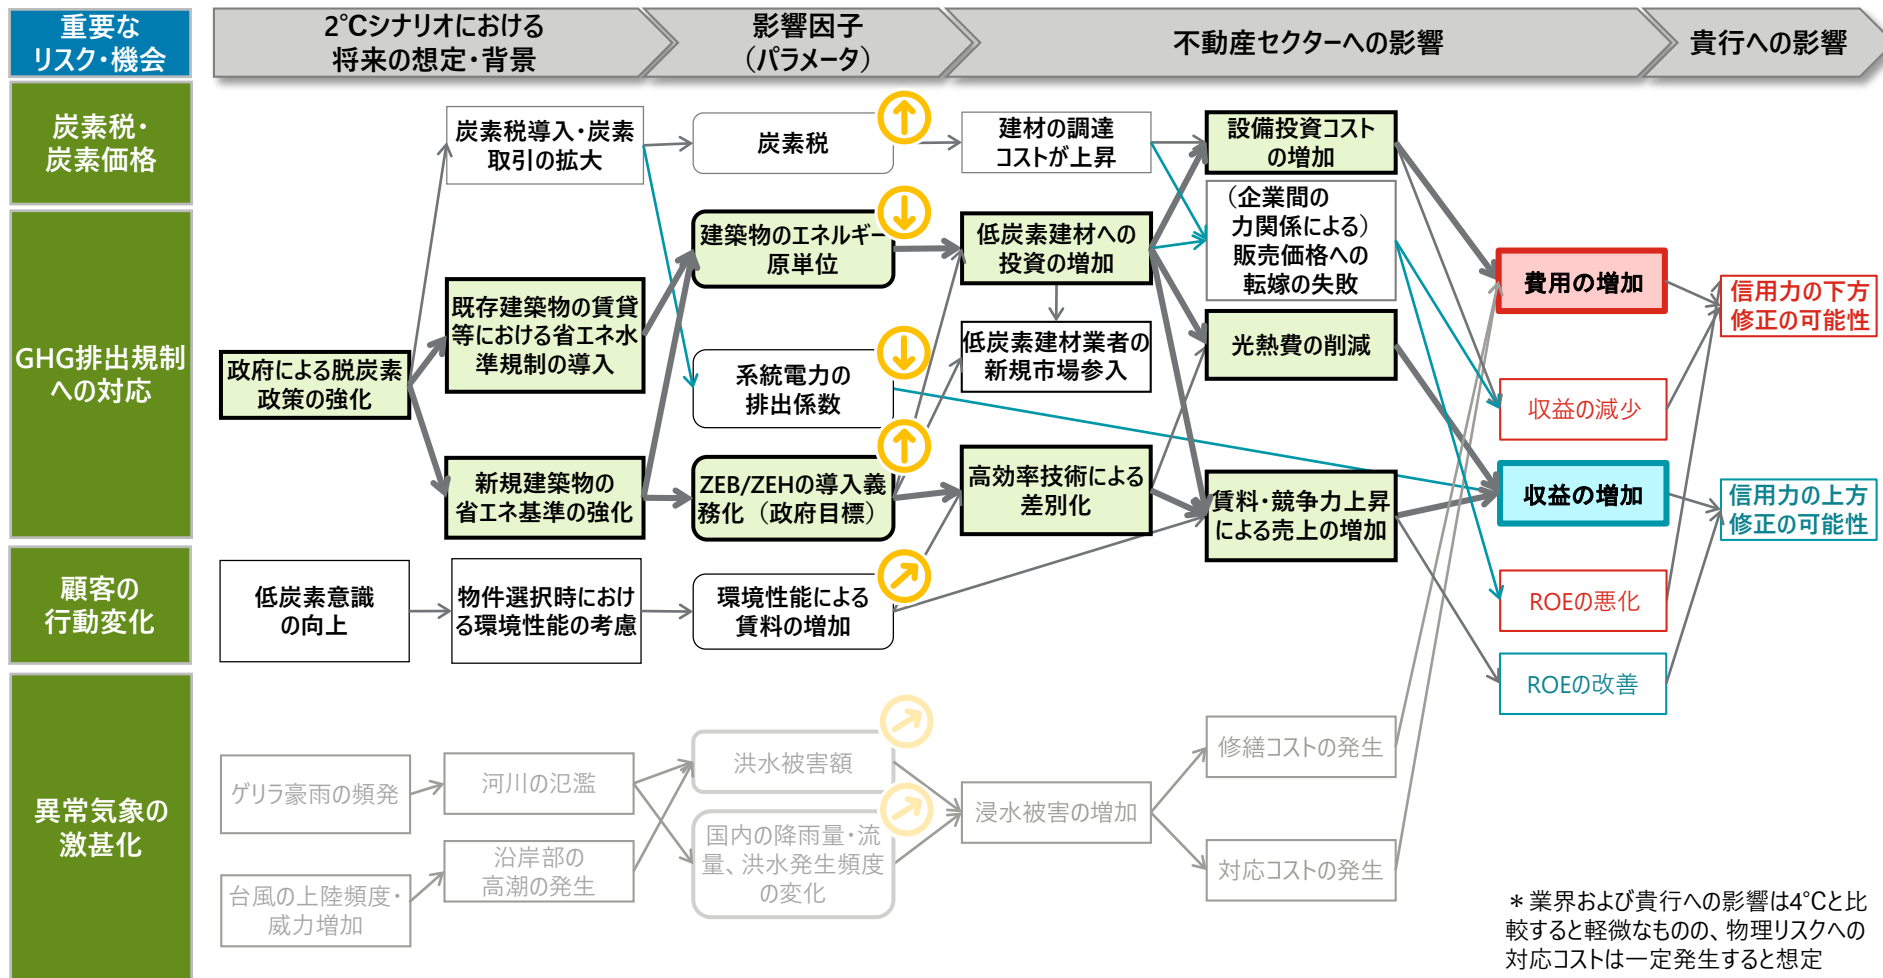 重要な
リスク・機会
2℃シナリオにおける
将来の想定・背景
影響因子
（パラメータ）
不動産セクターへの影響
貴行への影響
炭素税・
炭素価格
炭素税導入・炭素
取引の拡大
炭素税
建材の調達
コストが上昇
設備投資コスト
の増加
GHG排出規制
への対応
政府による脱炭素
政策の強化
既存建築物の賃貸
等における省エネ水
準規制の導入
新規建築物の
省エネ基準の強化
建築物のエネルギー
原単位
系統電力の
排出係数
ZEB/ZEHの導入義
務化（政府目標）
低炭素建材への
投資の増加
低炭素建材業者の
新規市場参入
高効率技術による
差別化
（企業間の
力関係による）
販売価格への
転嫁の失敗
光熱費の削減
賃料・競争力上昇
による売上の増加
費用の増加
収益の減少
収益の増加
ROEの悪化
ROEの改善
信用力の下方
修正の可能性
信用力の上方
修正の可能性
顧客の
行動変化
低炭素意識
の向上
物件選択時におけ
る環境性能の考慮
環境性能による
賃料の増加
異常気象の
激甚化
ゲリラ豪雨の頻発
台風の上陸頻度・
威力増加
河川の氾濫
沿岸部の
高潮の発生
洪水被害額
国内の降雨量・流
量、洪水発生頻度
の変化
浸水被害の増加
修繕コストの発生
対応コストの発生
＊業界および貴行への影響は4℃と比
較すると軽微なものの、物理リスクへの
対応コストは一定発生すると想定